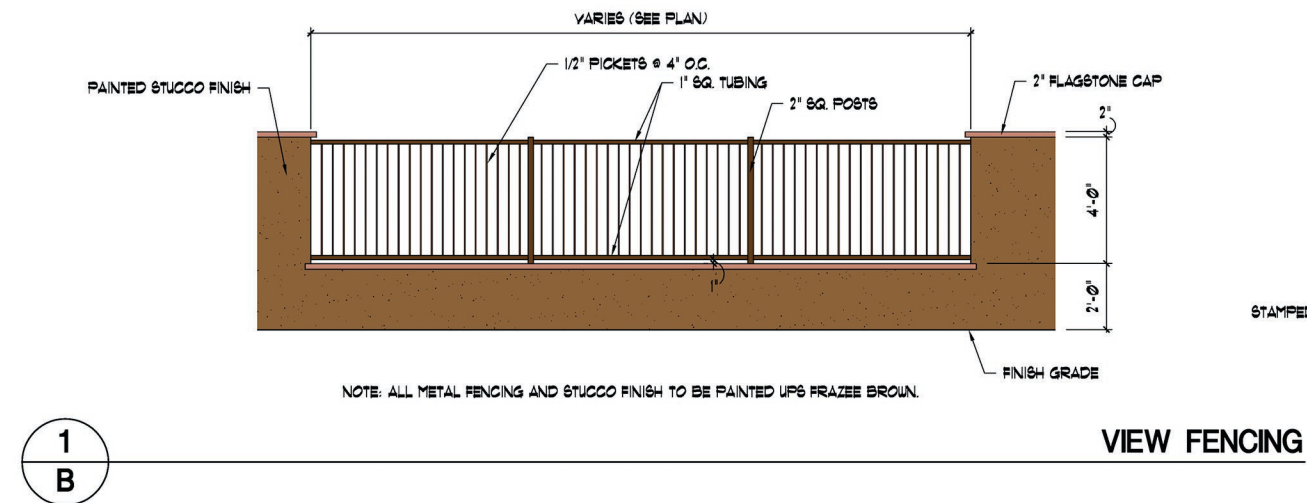 VARIES (SEE PLAN)
1/2" PICKETS @ 4" O.C.
PAINTED STUCCO FINISH
1" SQ. TUBING
2" FLAGSTONE CAP
2" SQ. POSTS
2"
4'-0"
1"
2'-0"
STAMPED
FINISH GRADE
NOTE: ALL METAL FENCING AND STUCCO FINISH TO BE PAINTED UPS FRAZEE BROWN.
1
VIEW FENCING
B